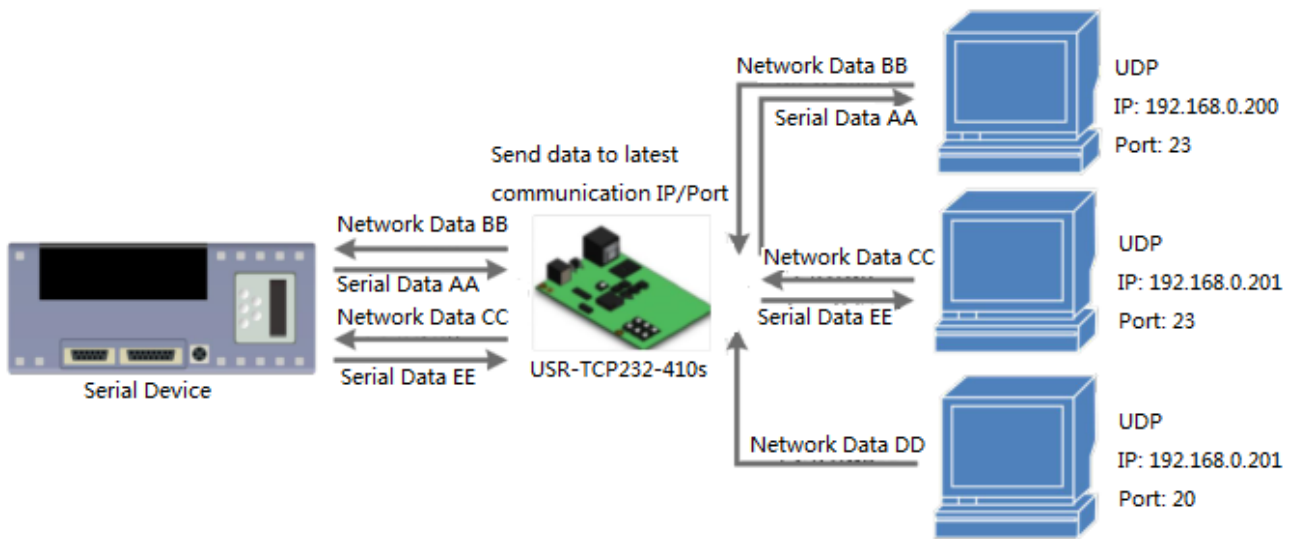 Network Data BB
Serial Data AA
UDP
IP: 192.168.0.200
Port: 23
Send data to latest
communication IP/Port
Network Data BB
Serial Data AA
Network Data CC
Serial Data EE
Serial Device
USR-TCP232-410s
Network Data CC
Serial Data EE
UDP
IP: 192.168.0.201
Port: 23
Network Data DD
UDP
IP: 192.168.0.201
Port: 20